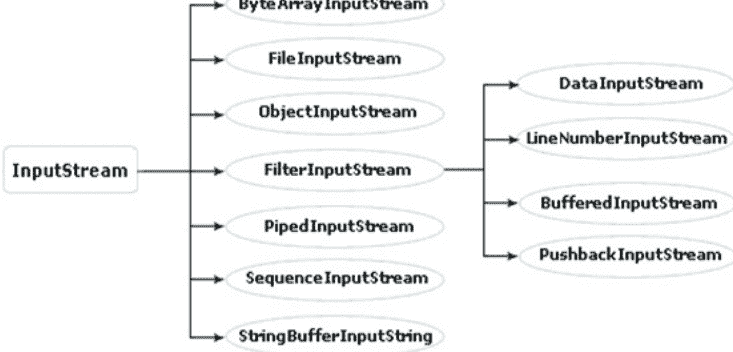 ByteArrayInputStream
FileInputStream
ObjectInputStream
InputStream
FilterInputStream
PipedInputStream
SequenceInputStream
StringBufferInputString
DataInputStream
LineNumberInputStream
BufferedInputStream
PushbackInputStream